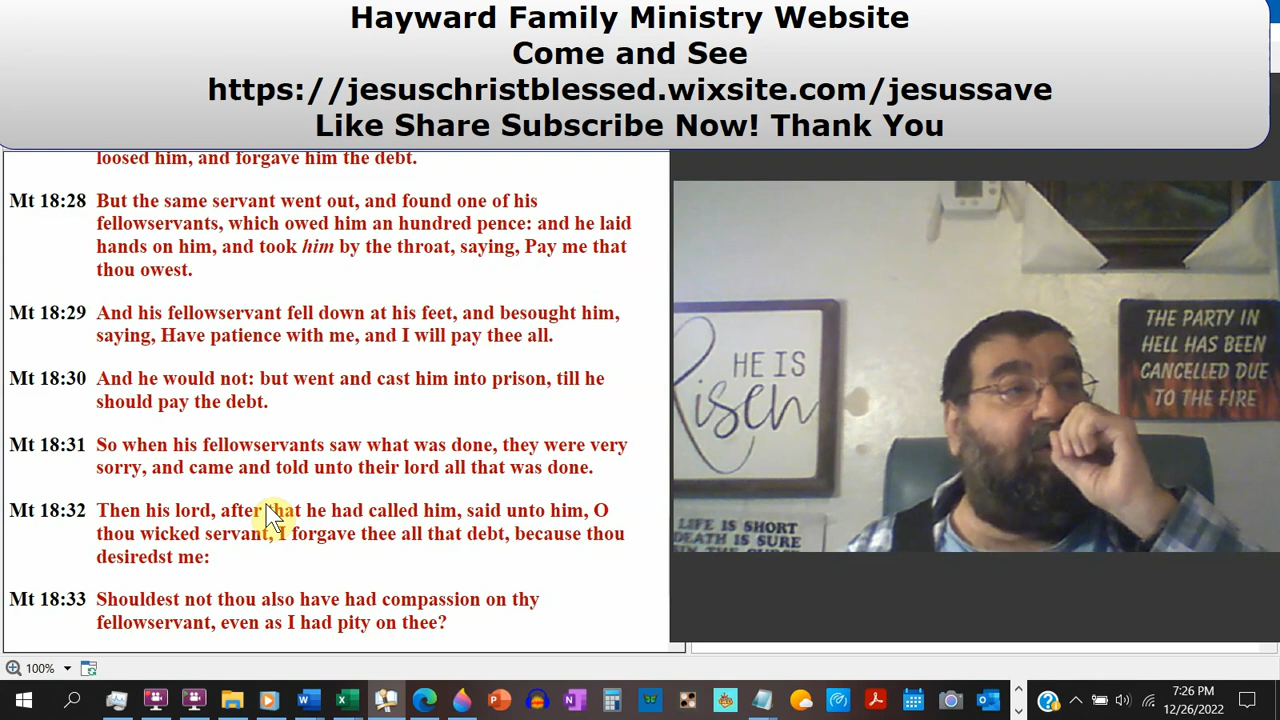 Hayward Family Ministry Website
Come and See
https://jesuschristblessed.wixsite.com/jesussave
Like Share Subscribe Now! Thank You
loosed him, and forgave him the debt.
Mt 18:28 But the same servant went out, and found one of his
fellowservants, which owed him an hundred pence: and he laid
hands on him, and took him by the throat, saying, Pay me that
thou owest.
Mt 18:29 And his fellowservant fell down at his feet, and besought him,
saying, Have patience with me, and I will pay thee all.
Mt 18:30 And he would not: but went and cast him into prison, till he
should pay the debt.
Mt 18:31 So when his fellowservants saw what was done, they were very
sorry, and came and told unto their lord all that was done.
Mt 18:32 Then his lord, after that he had called him, said unto him, O
thou wicked servant, I forgave thee all that debt, because thou
desiredst me:
Mt 18:33 Shouldest not thou also have had compassion on thy
fellowservant, even as I had pity on thee?
HE IS
Risen
THE PARTY IN
HELL HAS BEEN
CANCELLED DUE
TO THE FIRE
LIFE IS SHORT
DEATH IS SURE
100%
7:26 PM
12/26/2022